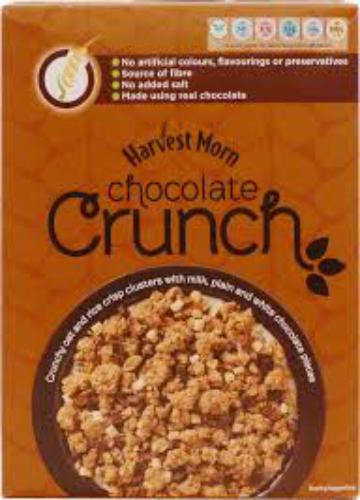 No artificial colours, flavourings or preservatives
Source of fibre
No added salt
Made using real chocolate
Harvest Morn
chocolate
Crunch
Crunchy oat and rice crisp clusters with milk, plain and white chocolate pieces